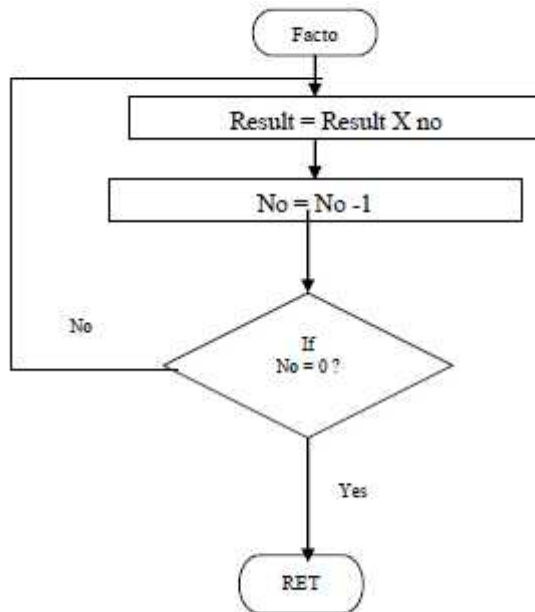 Facto
Result = Result X no
No = No -1
No
If
No = 0 ?
Yes
RET